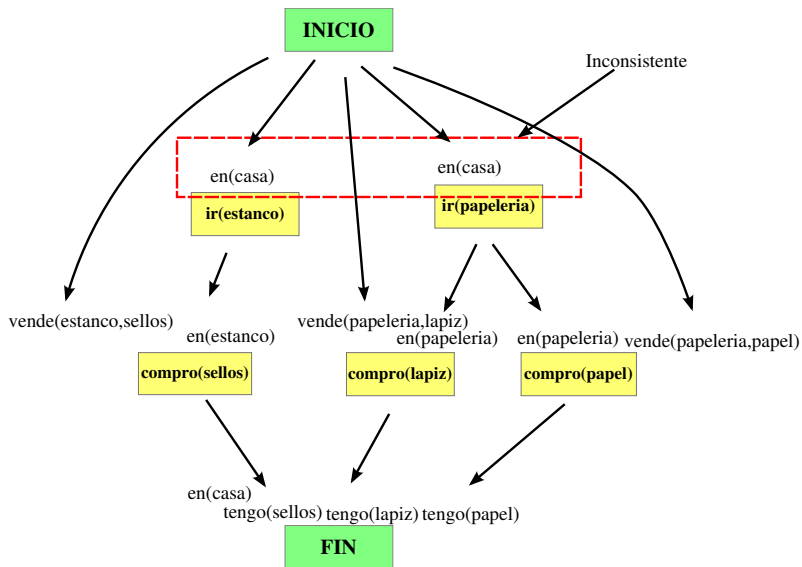 INICIO
Inconsistente
en(casa)
en(casa)
ir(estanco)
ir(papeleria)
vende(estanco,sellos)
vende(papeleria,lapiz)
en(estanco)
en(papeleria)
en(papeleria)
vende(papeleria,papel)
compro(sellos)
compro(lapiz)
compro(papel)
en(casa)
tengo(sellos)
tengo(lapiz)
tengo(papel)
FIN